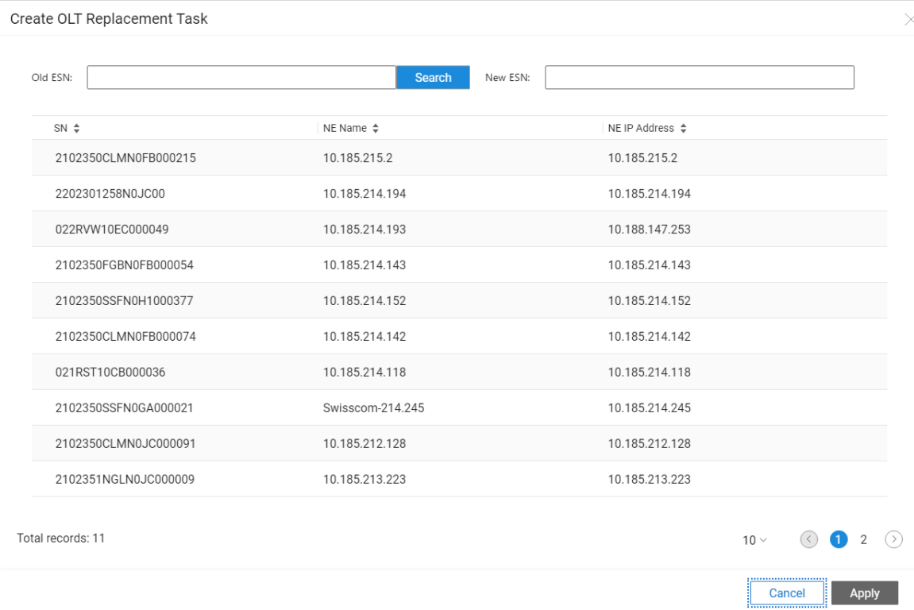 Create OLT Replacement Task
Old ESN: Search New ESN:
SN NE Name NE IP Address
2102350CLMN0FB000215 10.185.215.2 10.185.215.2
2202301258N0JC00 10.185.214.194 10.185.214.194
022RVW10EC000049 10.185.214.193 10.188.147.253
2102350FGBN0FB000054 10.185.214.143 10.185.214.143
2102350SSFN0H1000377 10.185.214.152 10.185.214.152
2102350CLMN0FB000074 10.185.214.142 10.185.214.142
021RST10CB000036 10.185.214.118 10.185.214.118
2102350SSFN0GA000021 Swisscom-214.245 10.185.214.245
2102350CLMN0JC000091 10.185.212.128 10.185.212.128
2102351NGLN0JC000009 10.185.213.223 10.185.213.223
Total records: 11 10 1 2
Cancel Apply